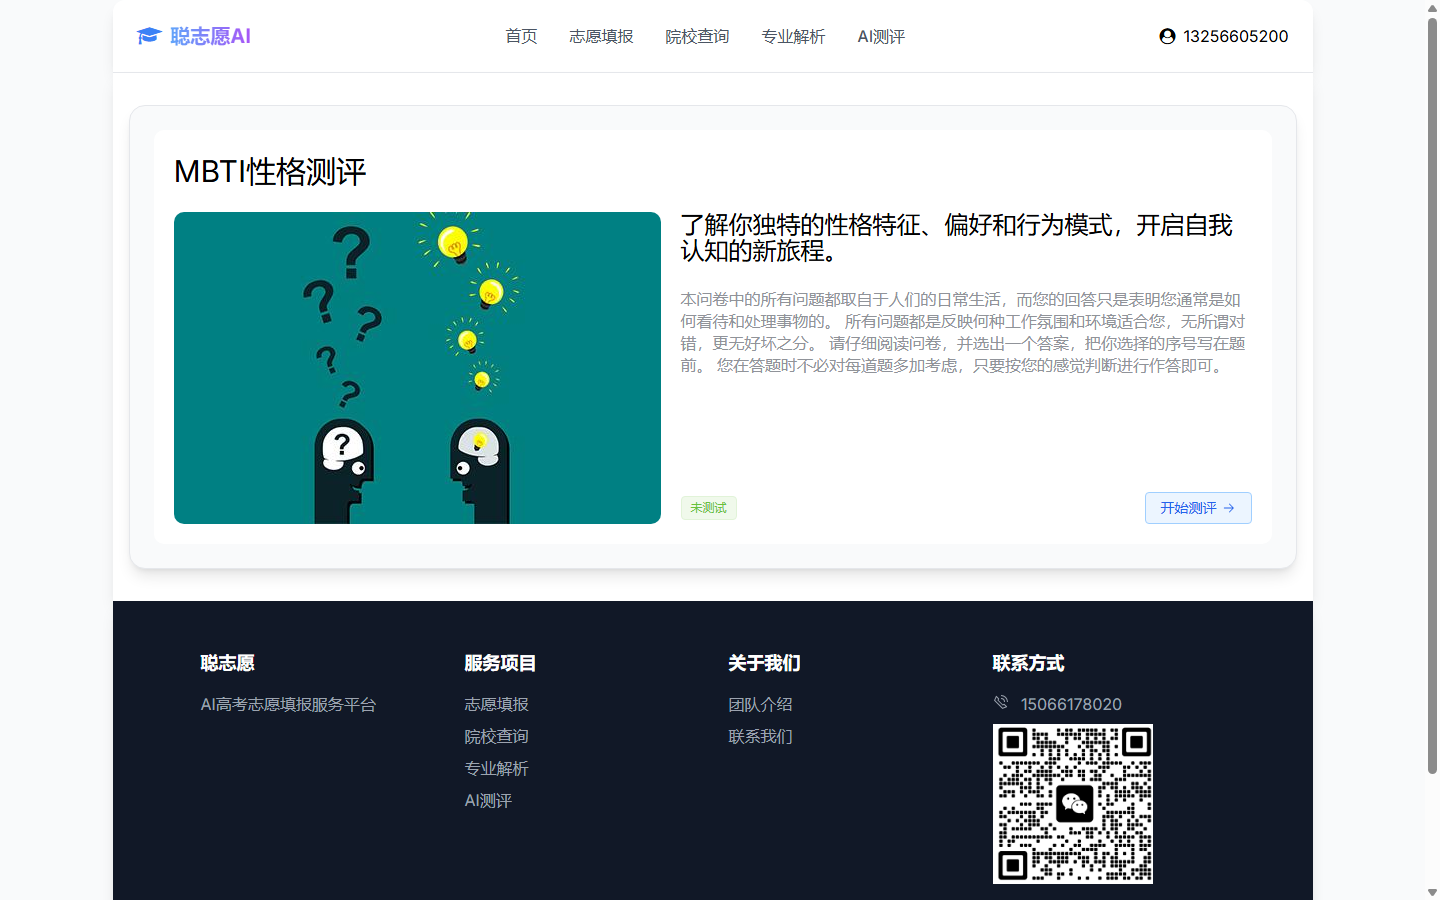 聪志愿AI
首页
志愿填报
院校查询
专业解析
AI测评
13256605200
MBTI性格测评
了解你独特的性格特征、偏好和行为模式，开启自我
认知的新旅程。
本问卷中的所有问题都取自于人们的日常生活，而您的回答只是表明您通常是如
何看待和处理事物的。 所有问题都是反映何种工作氛围和环境适合您，无所谓对
错，更无好坏之分。 请仔细阅读问卷，并选出一个答案，把你选择的序号写在题
前。 您在答题时不必对每道题多加考虑，只要按您的感觉判断进行作答即可。
未测试
开始测评
聪志愿
AI高考志愿填报服务平台
服务项目
志愿填报
院校查询
专业解析
AI测评
关于我们
团队介绍
联系我们
联系方式
15066178020